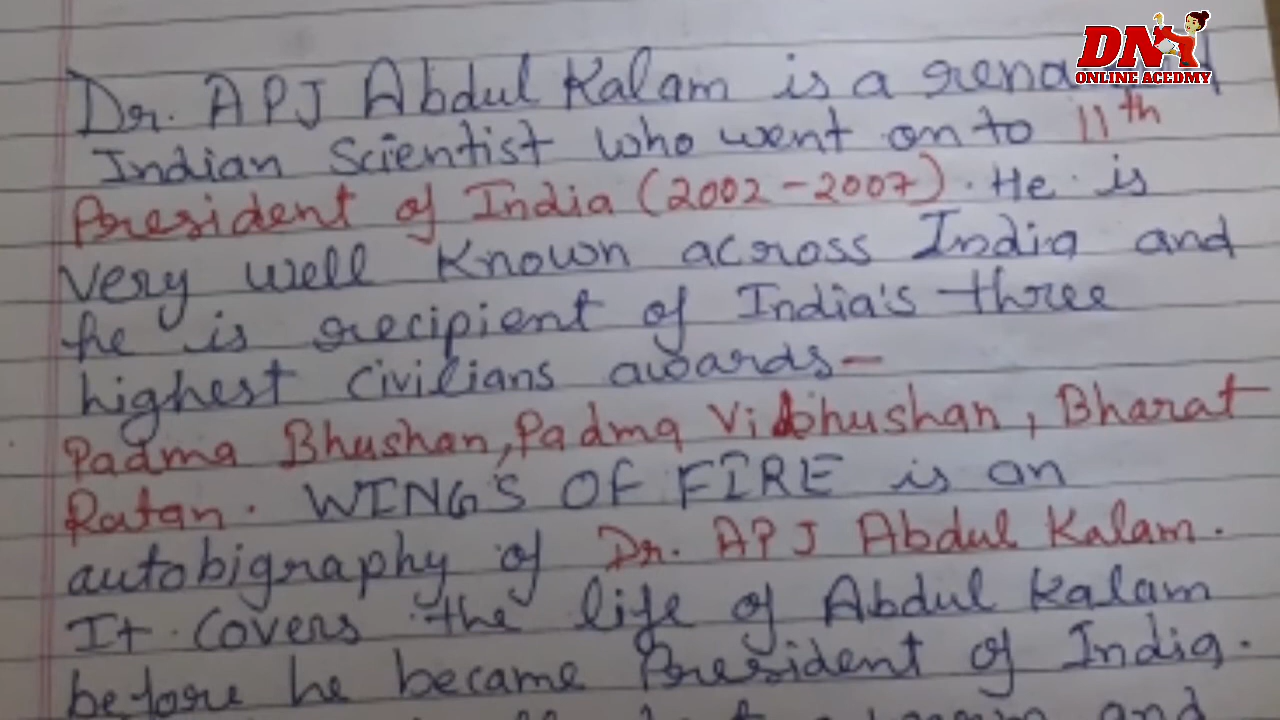 DN
ONLINE ACEDMY
Dr. APJ Abdul Kalam is a
Indian Scientist who went on to 11th
President of India (2002-2007). He is
very well known across India and
he is recipient of India's three
highest civilians awards-
Padma Bhushan, Padma Vibhushan, Bharat
Ratan. WINGS OF FIRE is an
autobigraphy of Dr. APJ Abdul Kalam.
It covers the life of Abdul Kalam
before he became President of India.
and